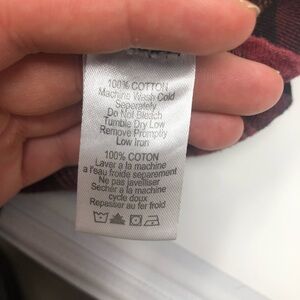 100% COTTON
Machine Wash Cold
Seperately
Do Not Bleach
Tumble Dry Low
Remove Promptly
Low Iron
100% COTON
Laver a la machine
a l'eau froide separement
Ne pas javelliser
Secher a la machine
cycle doux
Repasser au fer froid